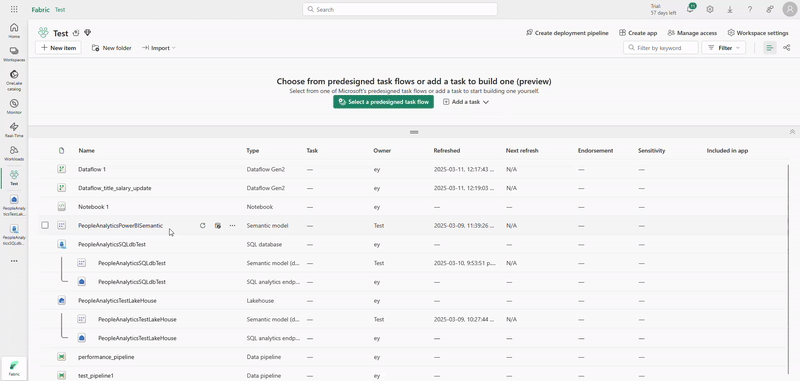 Fabric Test
Search
Trial:
57 days left
Home
Workspaces
OneLake
catalog
Monitor
Real-Time
Workloads
Test
PeopleAnaly
ticsTestLak...
PeopleAnaly
ticsSQLdb...
Fabric
Test
Create deployment pipeline Create app Manage access Workspace settings
New item New folder Import
Filter by keyword Filter
Choose from predesigned task flows or add a task to build one (preview)
Select from one of Microsoft's predesigned task flows or add a task to start building one yourself.
Select a predesigned task flow Add a task
Name Type Task Owner Refreshed Next refresh Endorsement Sensitivity Included in app
Dataflow 1 Dataflow Gen2 — ey 2025-03-11, 12:17:43 ... N/A — —
Dataflow_title_salary_update Dataflow Gen2 — ey 2025-03-11, 12:19:03 ... N/A — —
Notebook 1 Notebook — ey — — — —
PeopleAnalyticsPowerBISemantic Semantic model — Test 2025-03-09, 11:39:26 ... N/A — —
PeopleAnalyticsSQLdbTest SQL database — ey — — — —
PeopleAnalyticsSQLdbTest Semantic model (d... — Test 2025-03-10, 9:53:51 p.... N/A — —
PeopleAnalyticsSQLdbTest SQL analytics endp... — ey — — — —
PeopleAnalyticsTestLakeHouse Lakehouse — ey — — — —
PeopleAnalyticsTestLakeHouse Semantic model (d... — Test 2025-03-09, 10:27:44 ... N/A — —
PeopleAnalyticsTestLakeHouse SQL analytics endp... — ey — — — —
performance_pipeline Data pipeline — ey — — — —
test_pipeline1 Data pipeline — ey — — — —